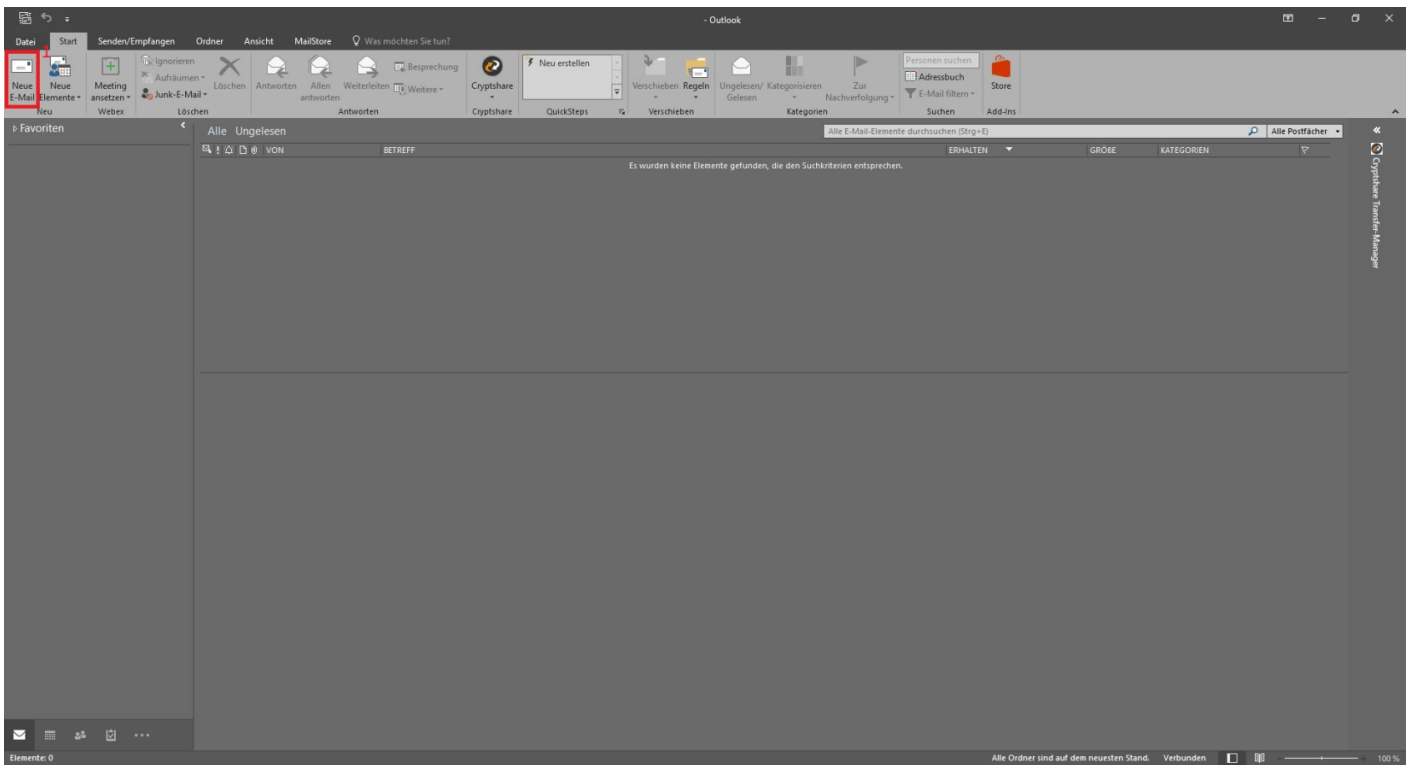 - Outlook
Datei Start Senden/Empfangen Ordner Ansicht MailStore Was möchten Sie tun?
1
Neue E-Mail
Neue Elemente
Neu
Meeting ansetzen
Webex
Ignorieren
Aufräumen
Junk-E-Mail
Löschen
Löschen
Antworten
Allen antworten
Weiterleiten
Besprechung
Weitere
Antworten
Cryptshare
Cryptshare
Neu erstellen
QuickSteps
Verschieben
Regeln
Verschieben
Ungelesen/ Gelesen
Kategorisieren
Zur Nachverfolgung
Kategorien
Personen suchen
Adressbuch
E-Mail filtern
Suchen
Store
Add-Ins
Favoriten
Alle Ungelesen
Alle E-Mail-Elemente durchsuchen (Strg+E)
Alle Postfächer
VON BETREFF ERHALTEN GRÖßE KATEGORIEN
Es wurden keine Elemente gefunden, die den Suchkriterien entsprechen.
Cryptshare Transfer-Manager
Elemente: 0
Alle Ordner sind auf dem neuesten Stand. Verbunden
100 %